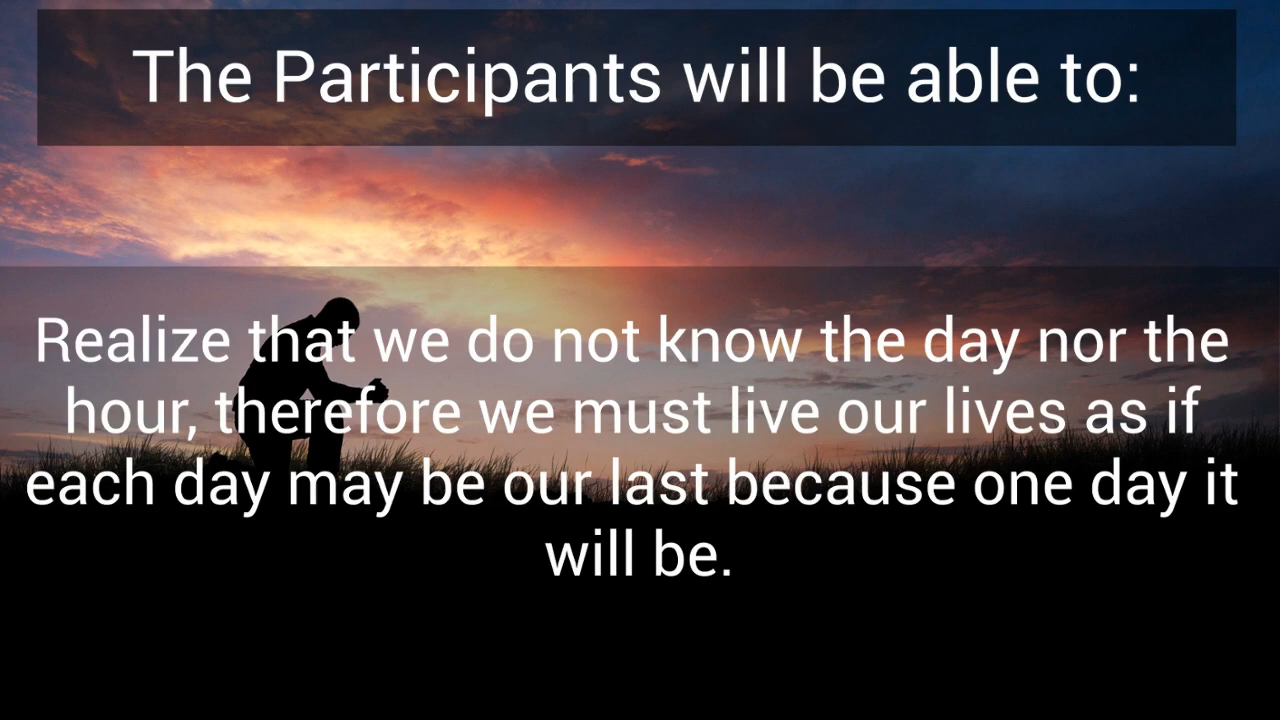 The Participants will be able to:
Realize that we do not know the day nor the
hour, therefore we must live our lives as if
each day may be our last because one day it
will be.